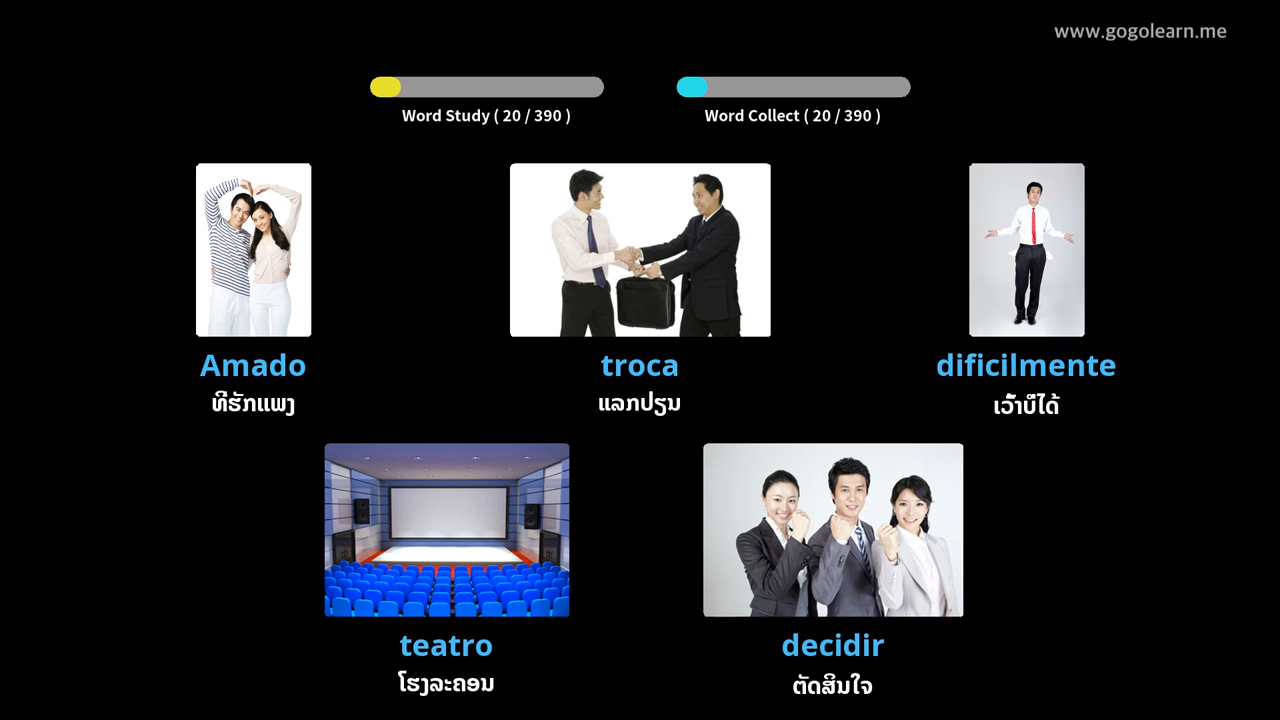 www.gogolearn.me
Word Study ( 20 / 390 )
Word Collect ( 20 / 390 )
Amado
ທີ່ຮັກແພງ
troca
ແລກປຽນ
dificilmente
ເວົ້າບໍ່ໄດ້
teatro
ໂຮງລະຄອນ
decidir
ຕັດສິນໃຈ